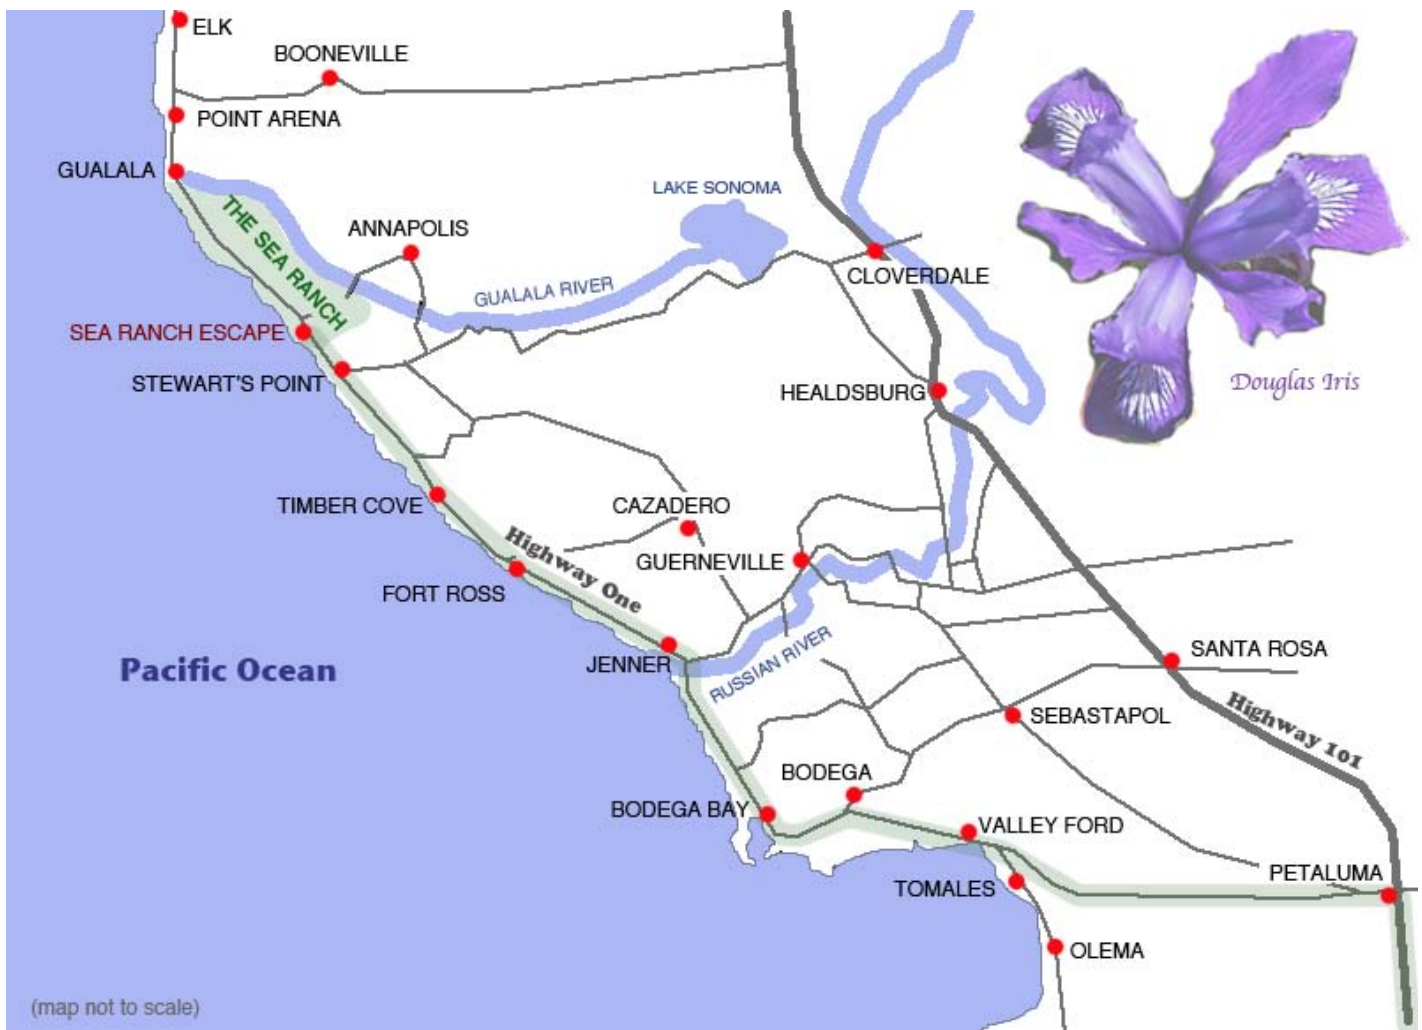 ELK
BOONEVILLE
POINT ARENA
GUALALA
LAKE SONOMA
THE SEA RANCH
ANNAPOLIS
CLOVERDALE
GUALALA RIVER
SEA RANCH ESCAPE
STEWART'S POINT
HEALDSBURG
Douglas Iris
TIMBER COVE
CAZADERO
Highway One
GUERNEVILLE
FORT ROSS
JENNER
RUSSIAN RIVER
SANTA ROSA
Pacific Ocean
SEBASTAPOL
Highway 101
BODEGA
BODEGA BAY
VALLEY FORD
PETALUMA
TOMALES
OLEMA
(map not to scale)